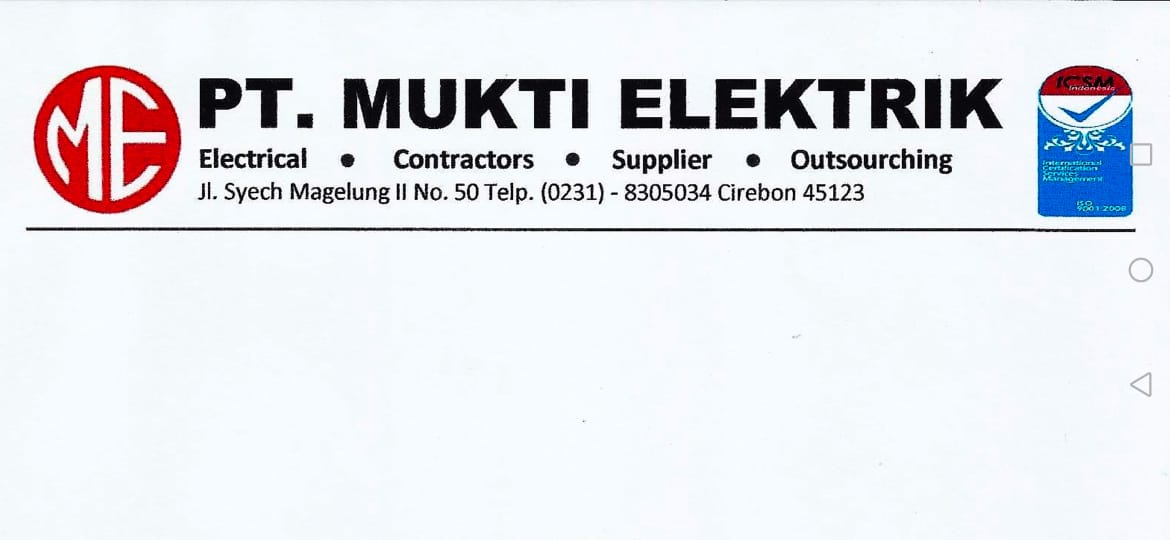 ME
PT. MUKTI ELEKTRIK
Electrical • Contractors • Supplier • Outsourching
Jl. Syech Magelung II No. 50 Telp. (0231) - 8305034 Cirebon 45123
ICSM
Indonesia
International
Certification
Services
Management
ISO
9001:2008